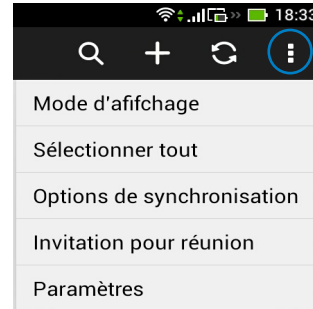 18:33
Mode d'afifchage
Sélectionner tout
Options de synchronisation
Invitation pour réunion
Paramètres